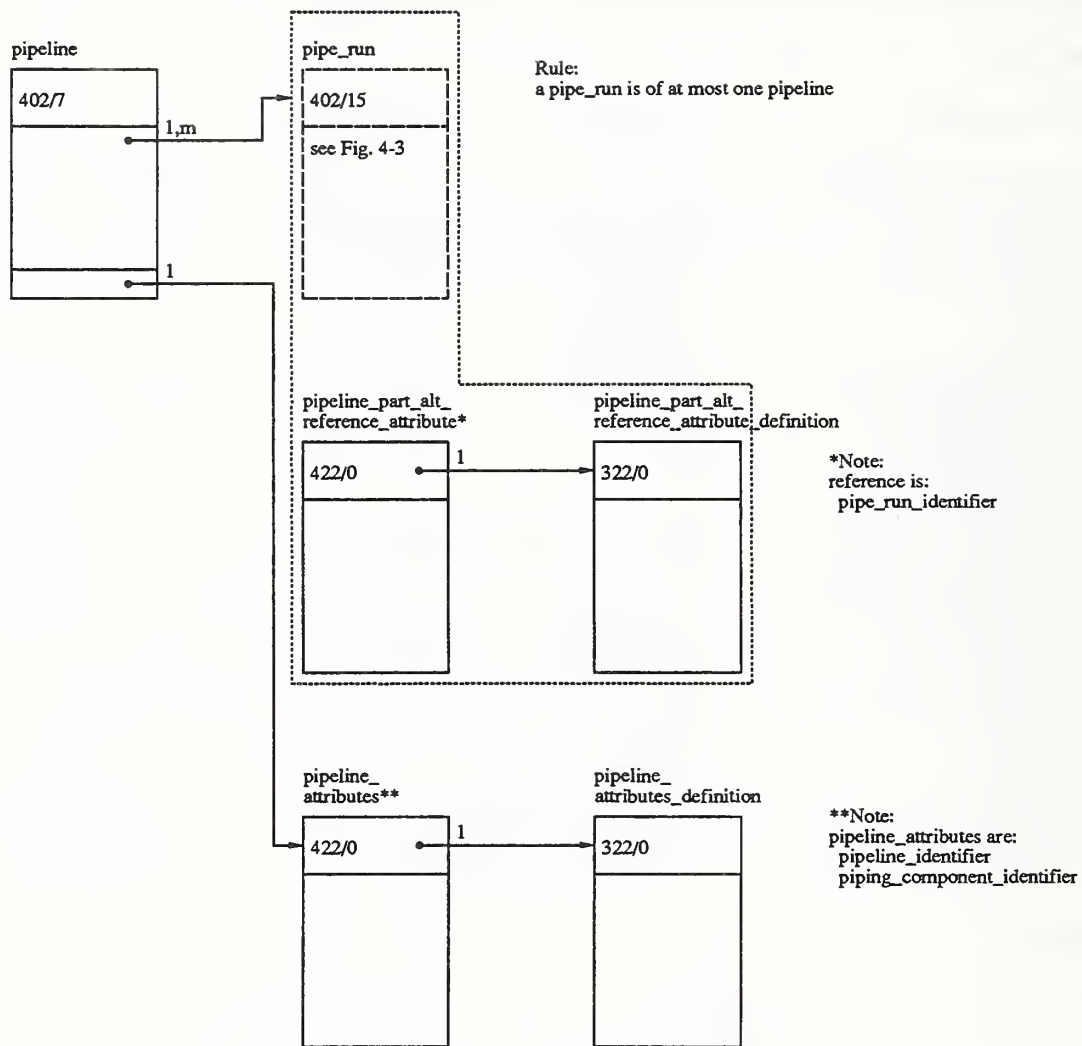 pipeline
402/7
1,m
1
pipe_run
402/15
see Fig. 4-3
Rule:
a pipe_run is of at most one pipeline
pipeline_part_alt_
reference_attribute*
422/0
1
pipeline_part_alt_
reference_attribute_definition
322/0
*Note:
reference is:
pipe_run_identifier
pipeline_
attributes**
422/0
1
pipeline_
attributes_definition
322/0
**Note:
pipeline_attributes are:
pipeline_identifier
piping_component_identifier